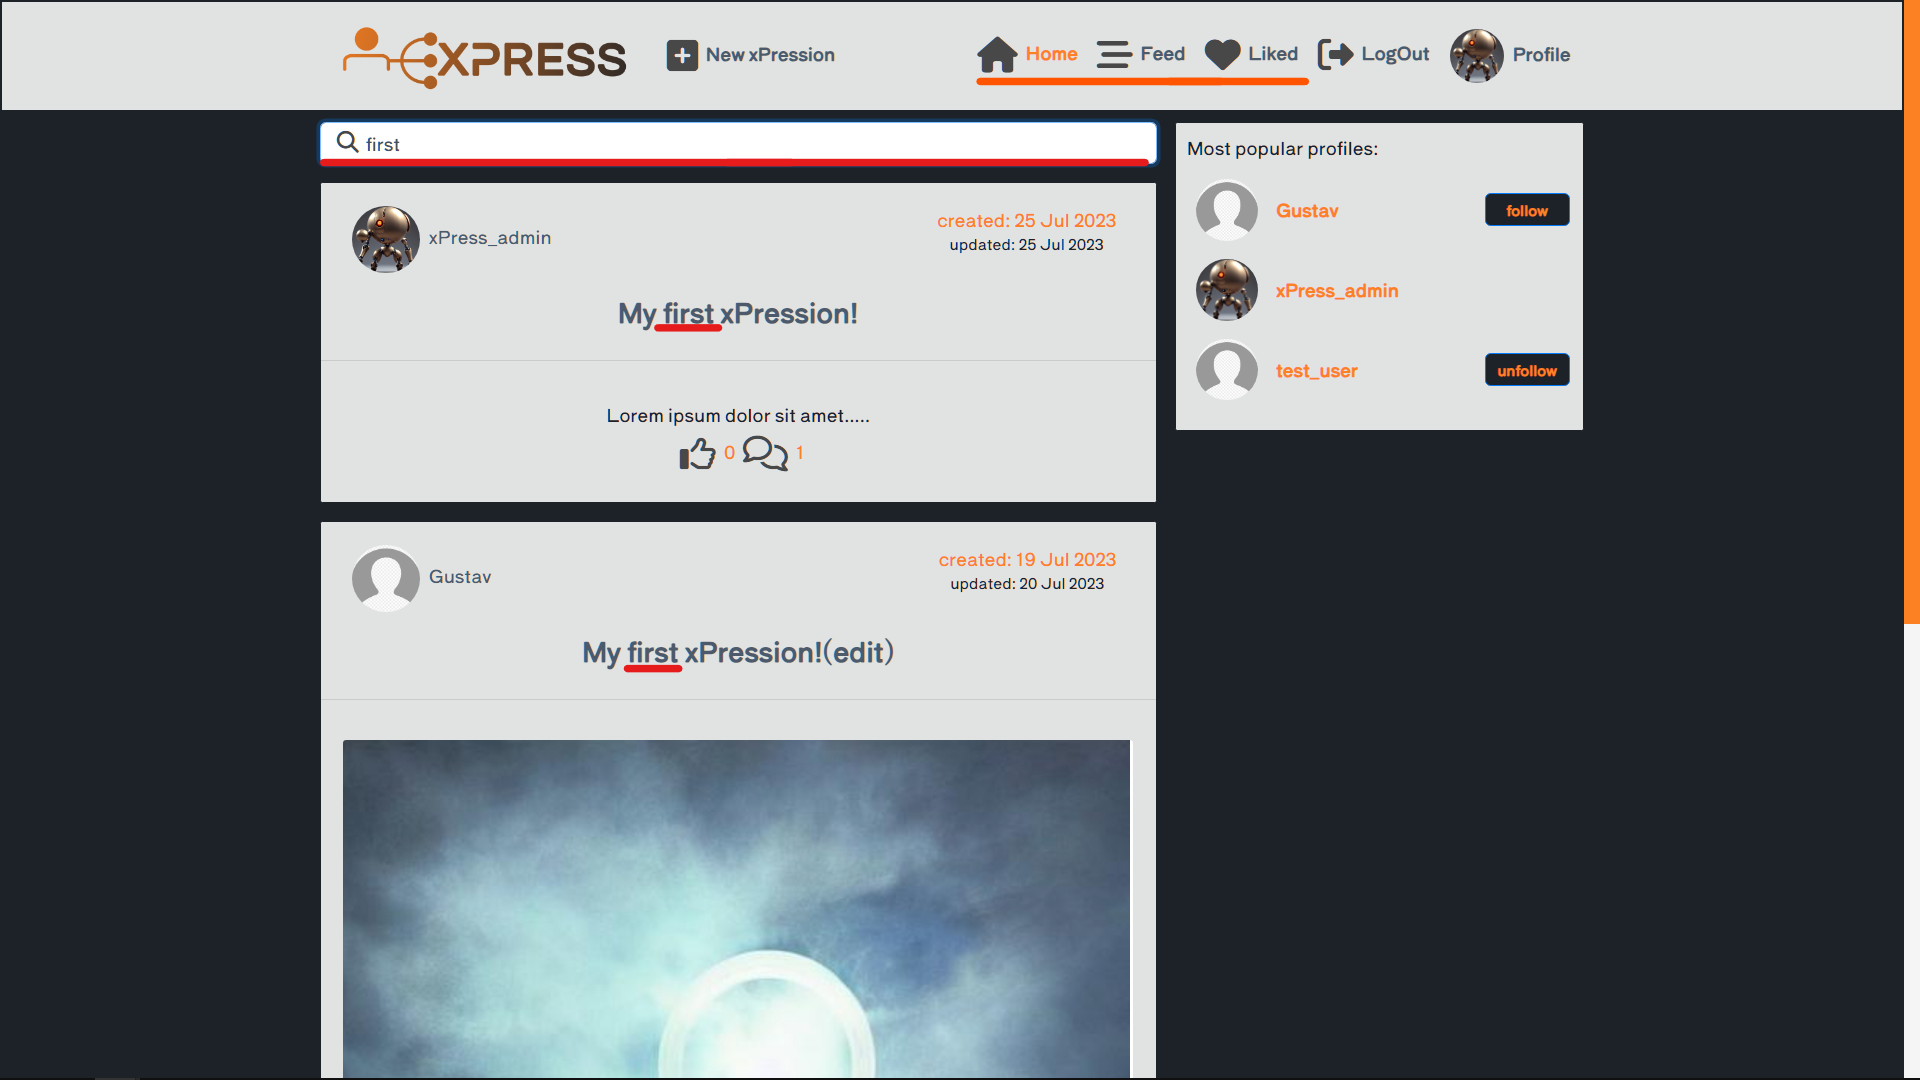 XPRESS New xPression Home Feed Liked LogOut Profile
first
xPress_admin
created: 25 Jul 2023
updated: 25 Jul 2023
My first xPression!
Lorem ipsum dolor sit amet.....
0 1
Gustav
created: 19 Jul 2023
updated: 20 Jul 2023
My first xPression!(edit)
Most popular profiles:
Gustav follow
xPress_admin
test_user unfollow